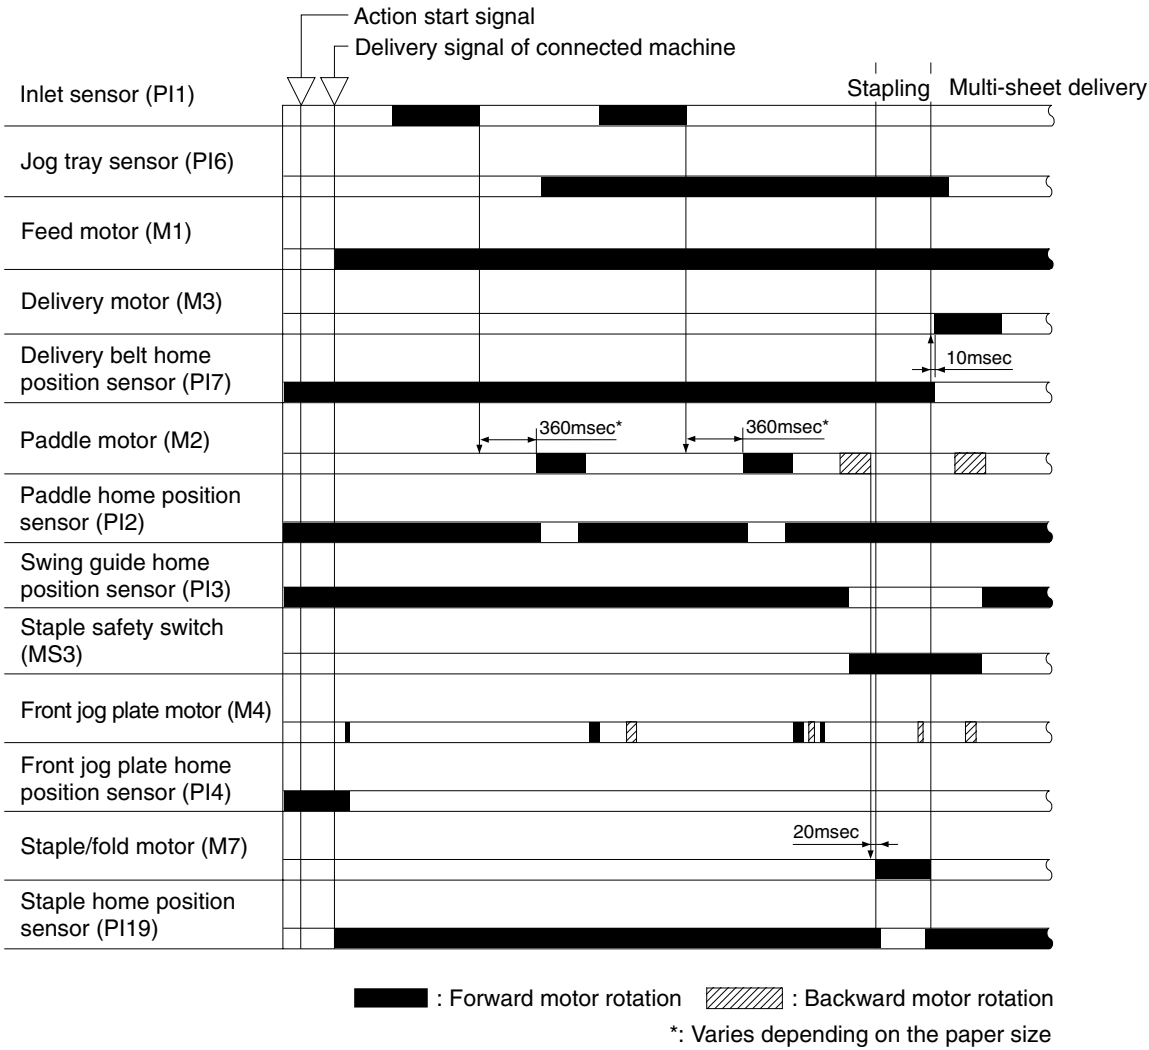 Action start signal
Delivery signal of connected machine
Stapling
Multi-sheet delivery
Inlet sensor (PI1)
Jog tray sensor (PI6)
Feed motor (M1)
Delivery motor (M3)
Delivery belt home
position sensor (PI7)
10msec
Paddle motor (M2)
360msec*
360msec*
Paddle home position
sensor (PI2)
Swing guide home
position sensor (PI3)
Staple safety switch
(MS3)
Front jog plate motor (M4)
Front jog plate home
position sensor (PI4)
Staple/fold motor (M7)
20msec
Staple home position
sensor (PI19)
: Forward motor rotation
: Backward motor rotation
*: Varies depending on the paper size